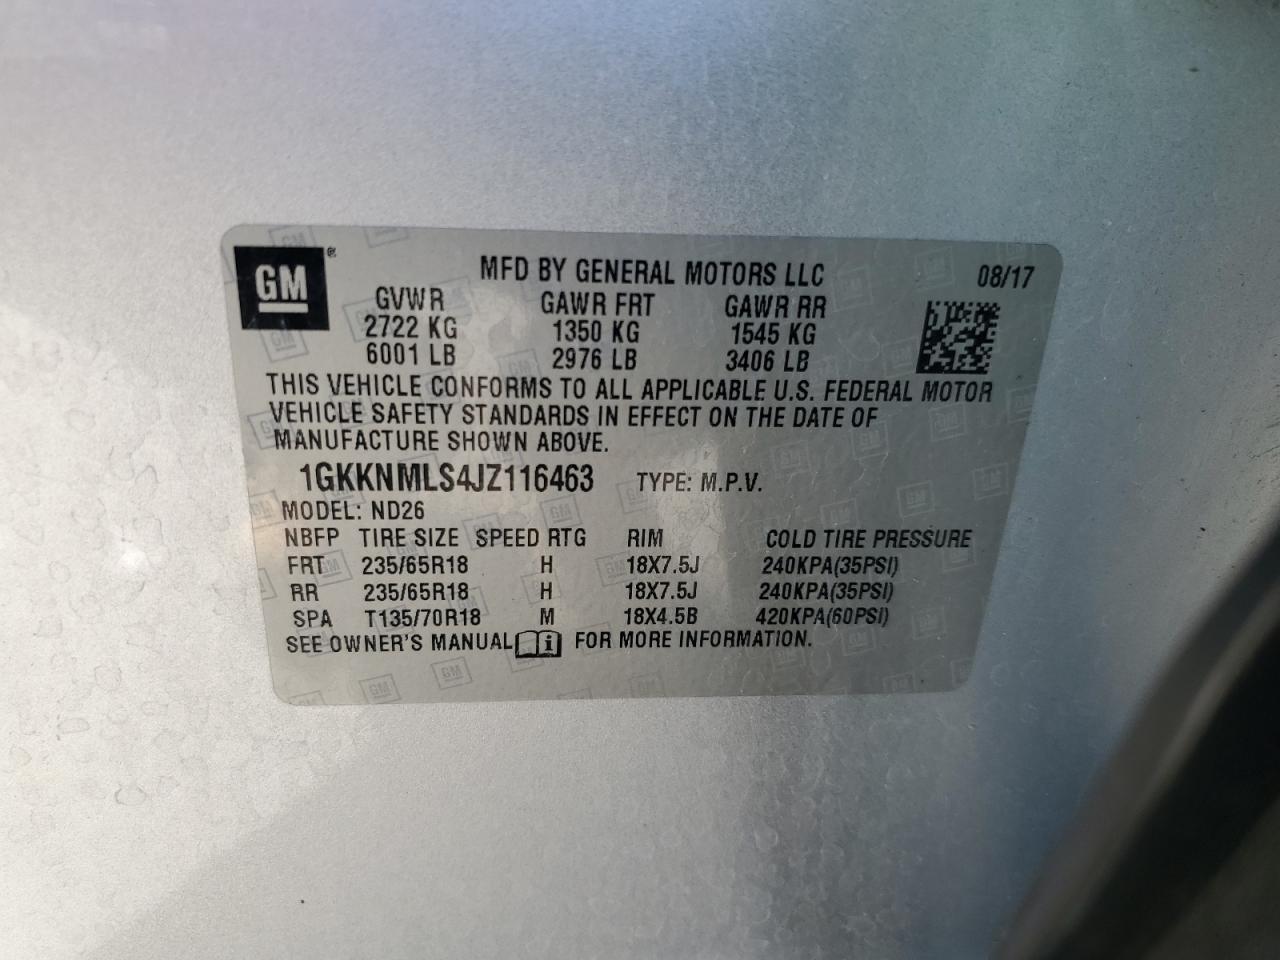 GM ® MFD BY GENERAL MOTORS LLC 08/17
GVWR GAWR FRT GAWR RR
2722 KG 1350 KG 1545 KG
6001 LB 2976 LB 3406 LB
THIS VEHICLE CONFORMS TO ALL APPLICABLE U.S. FEDERAL MOTOR
VEHICLE SAFETY STANDARDS IN EFFECT ON THE DATE OF
MANUFACTURE SHOWN ABOVE.
1GKKNMLS4JZ116463 TYPE: M.P.V.
MODEL: ND26
NBFP TIRE SIZE SPEED RTG RIM COLD TIRE PRESSURE
FRT 235/65R18 H 18X7.5J 240KPA(35PSI)
RR 235/65R18 H 18X7.5J 240KPA(35PSI)
SPA T135/70R18 M 18X4.5B 420KPA(60PSI)
SEE OWNER'S MANUAL i FOR MORE INFORMATION.